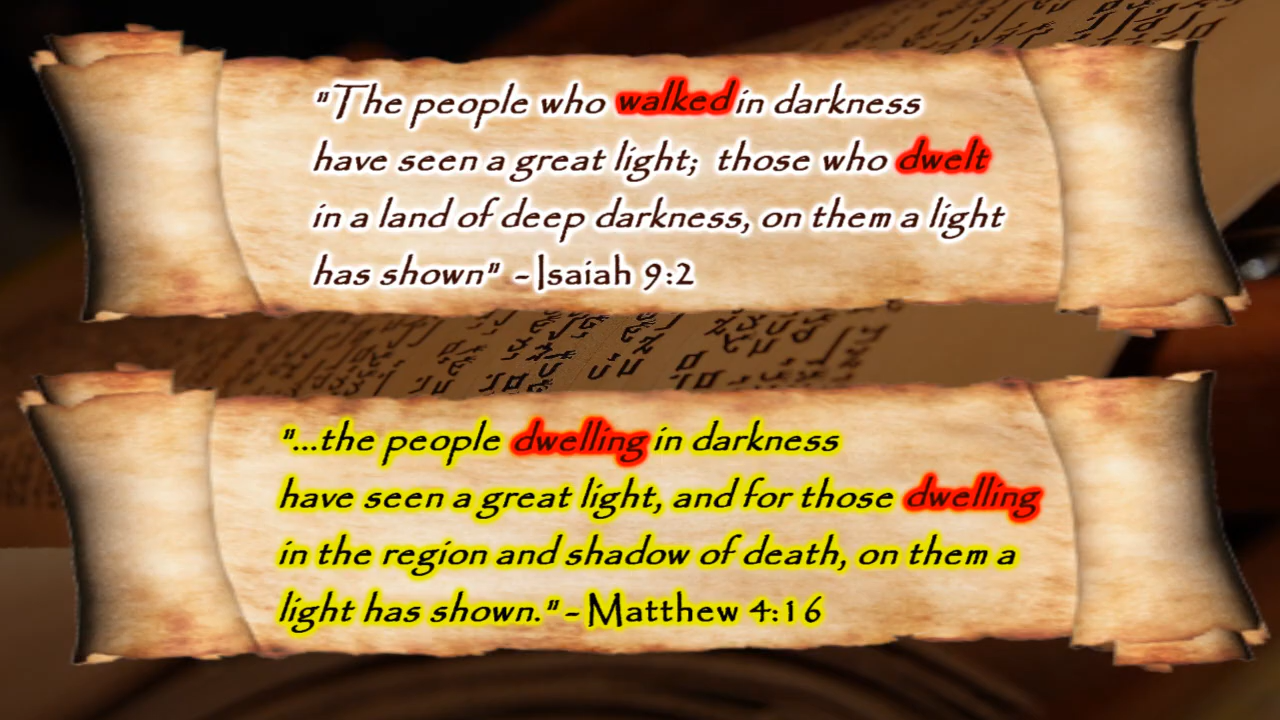 "The people who walked in darkness
have seen a great light; those who dwelt
in a land of deep darkness, on them a light
has shown" - Isaiah 9:2
"...the people dwelling in darkness
have seen a great light, and for those dwelling
in the region and shadow of death, on them a
light has shown." - Matthew 4:16